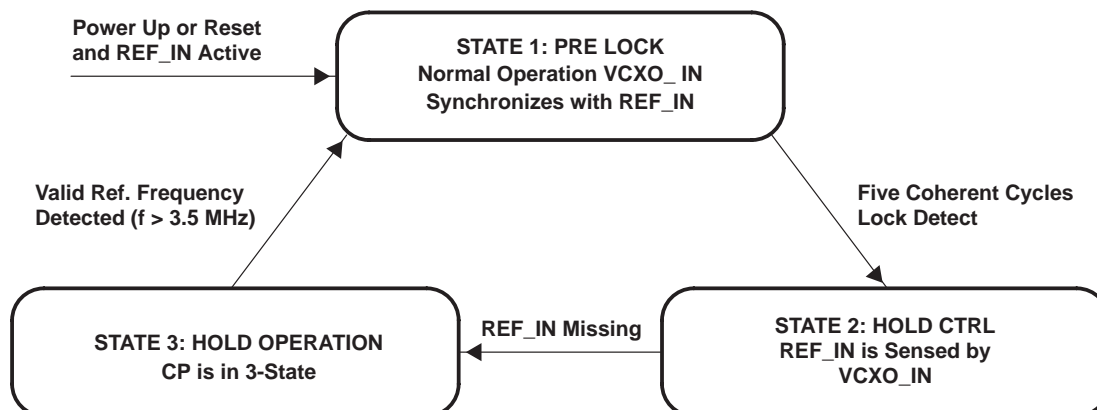 Power Up or Reset
and REF_IN Active
STATE 1: PRE LOCK
Normal Operation VCXO_ IN
Synchronizes with REF_IN
Valid Ref. Frequency
Detected (f > 3.5 MHz)
Five Coherent Cycles
Lock Detect
STATE 3: HOLD OPERATION
CP is in 3-State
REF_IN Missing
STATE 2: HOLD CTRL
REF_IN is Sensed by
VCXO_IN